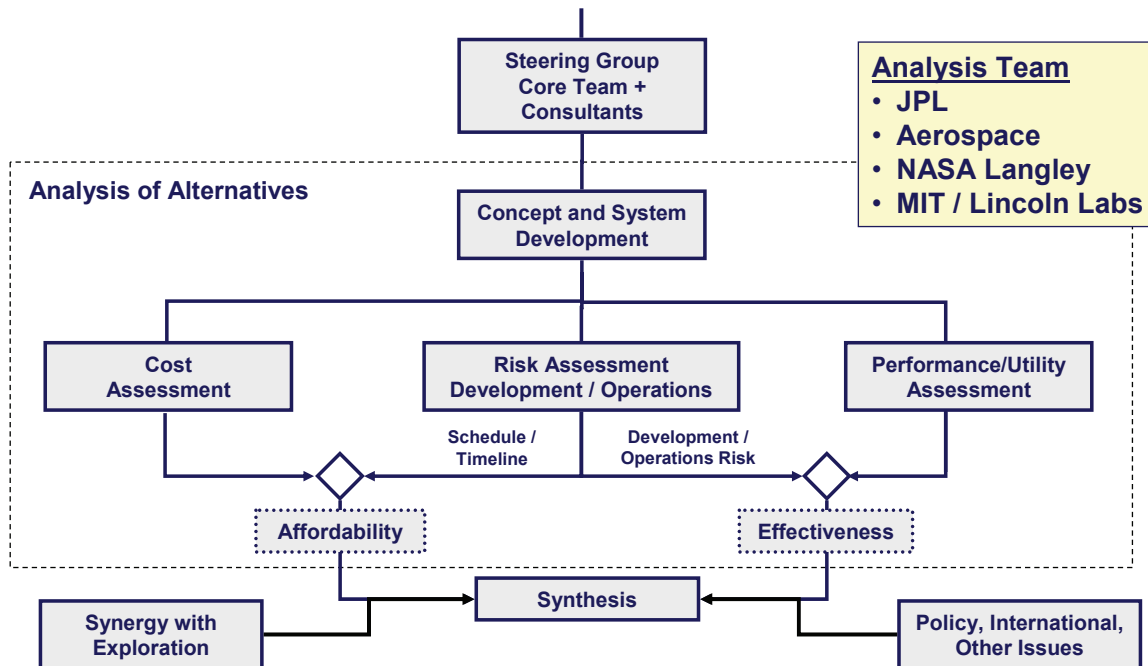 Steering Group
Core Team +
Consultants
Analysis Team
• JPL
• Aerospace
• NASA Langley
• MIT / Lincoln Labs
Analysis of Alternatives
Concept and System
Development
Cost
Assessment
Risk Assessment
Development / Operations
Performance/Utility
Assessment
Schedule /
Timeline
Development /
Operations Risk
Affordability
Effectiveness
Synthesis
Synergy with
Exploration
Policy, International,
Other Issues